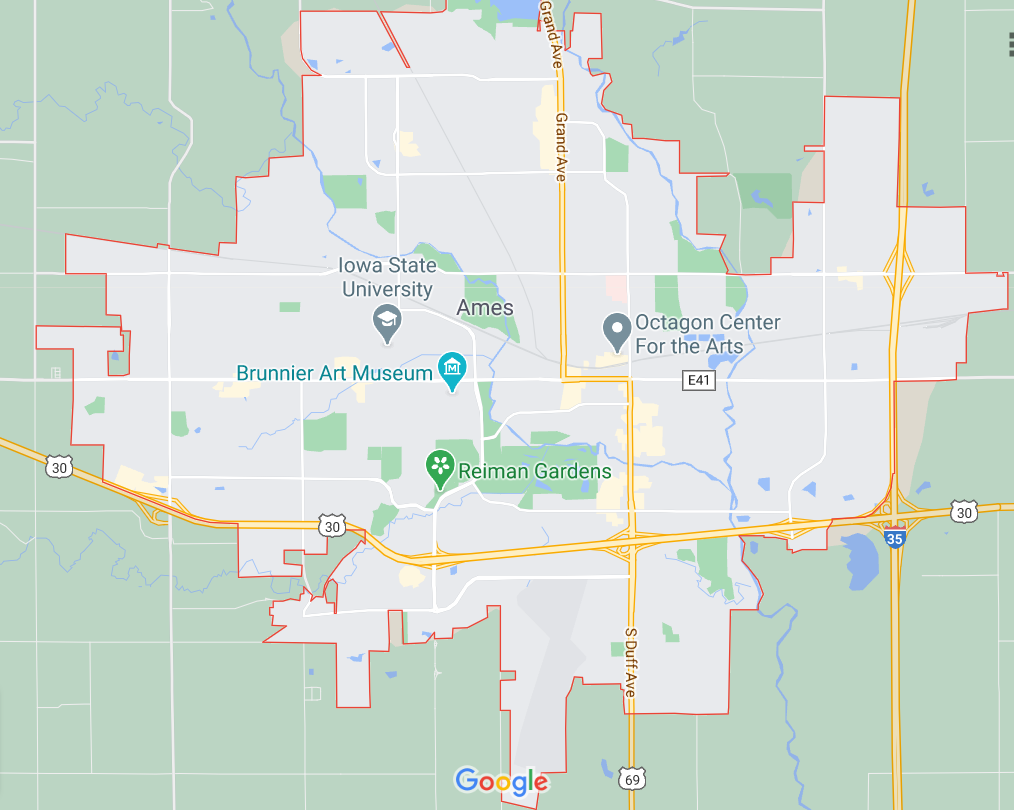 Grand Ave
Grand Ave
Iowa State
University
Ames
Octagon Center
For the Arts
Brunnier Art Museum
M
E41
30
Reiman Gardens
30
30
35
S Duff Ave
69
Google